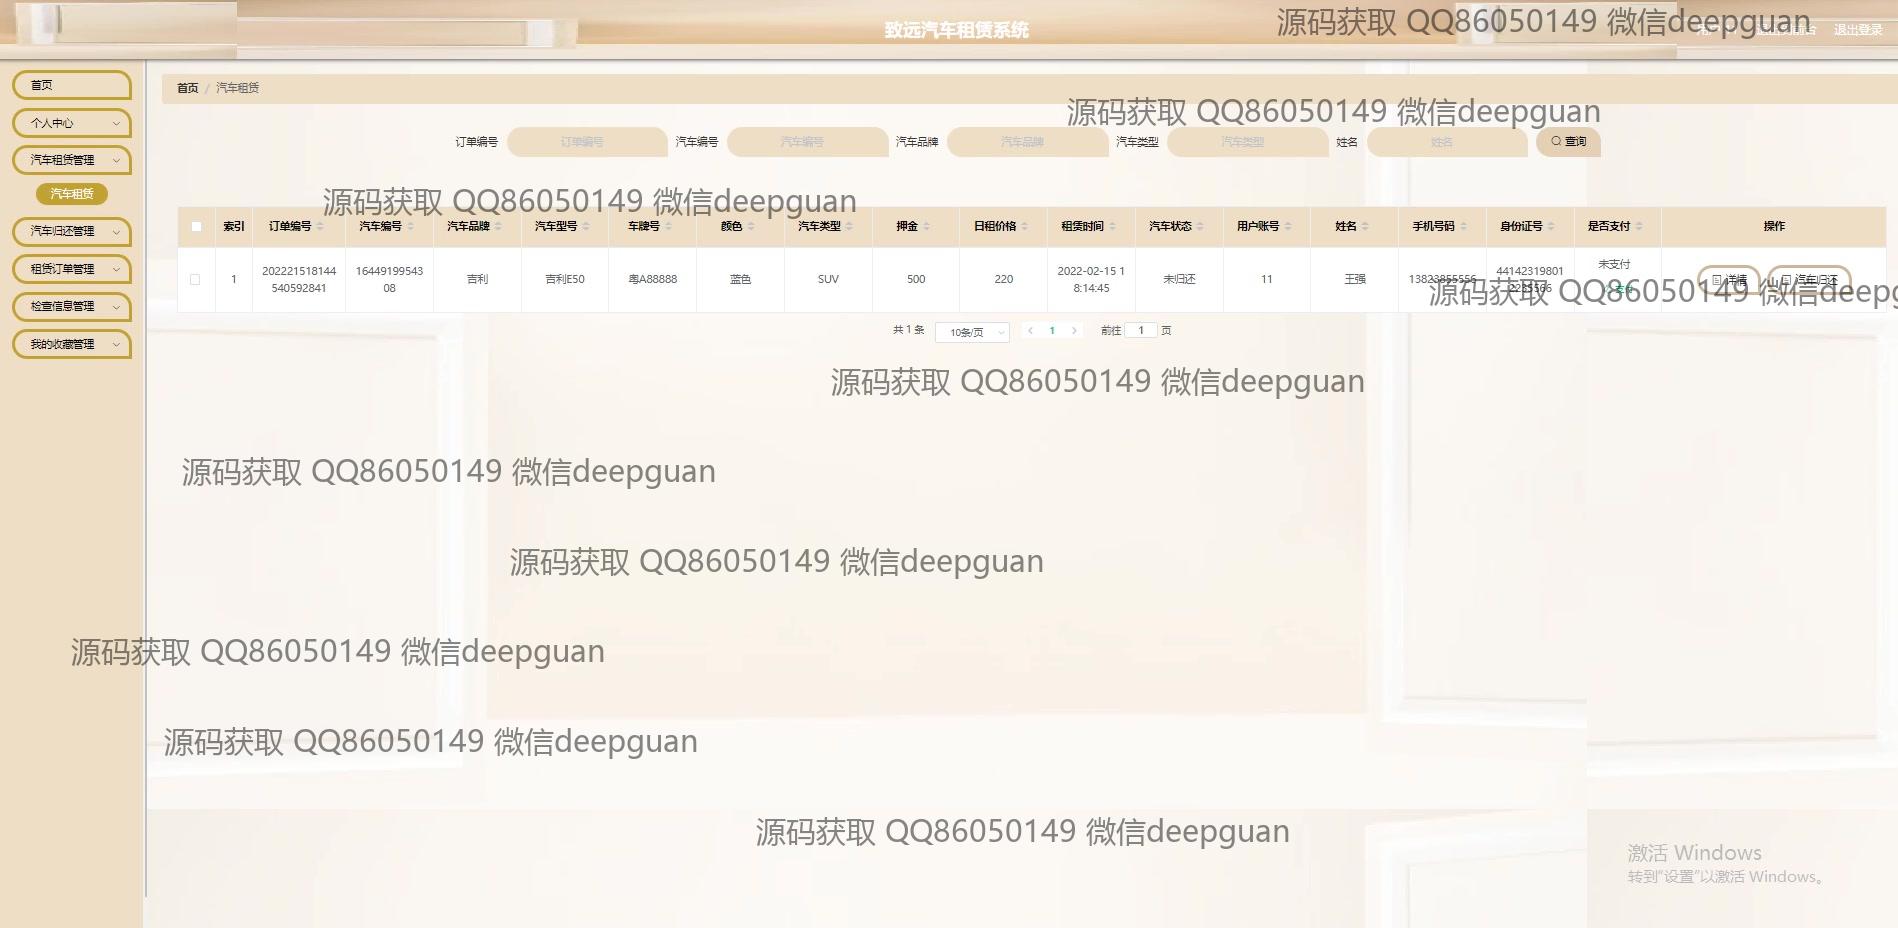 致远汽车租赁系统
源码获取 QQ86050149 微信deepguan
退出登录
首页
个人中心
汽车租赁管理
汽车租赁
汽车归还管理
租赁订单管理
检查信息管理
我的收藏管理
首页 / 汽车租赁
源码获取 QQ86050149 微信deepguan
订单编号 订单编号 汽车编号 汽车编号 汽车品牌 汽车品牌 汽车类型 汽车类型 姓名 姓名 查询
源码获取 QQ86050149 微信deepguan
索引 订单编号 汽车编号 汽车品牌 汽车型号 车牌号 颜色 汽车类型 押金 日租价格 租赁时间 汽车状态 用户账号 姓名 手机号码 身份证号 是否支付 操作
1 202221518144540592841 1644919954308 吉利 吉利E50 粤A88888 蓝色 SUV 500 220 2022-02-15 18:14:45 未归还 11 王强 13823855556 未支付 详情 汽车归还
源码获取 QQ86050149 微信deepg
共 1 条 10条/页 1 前往 1 页
源码获取 QQ86050149 微信deepguan
源码获取 QQ86050149 微信deepguan
源码获取 QQ86050149 微信deepguan
源码获取 QQ86050149 微信deepguan
源码获取 QQ86050149 微信deepguan
源码获取 QQ86050149 微信deepguan
激活 Windows
转到“设置”以激活 Windows。